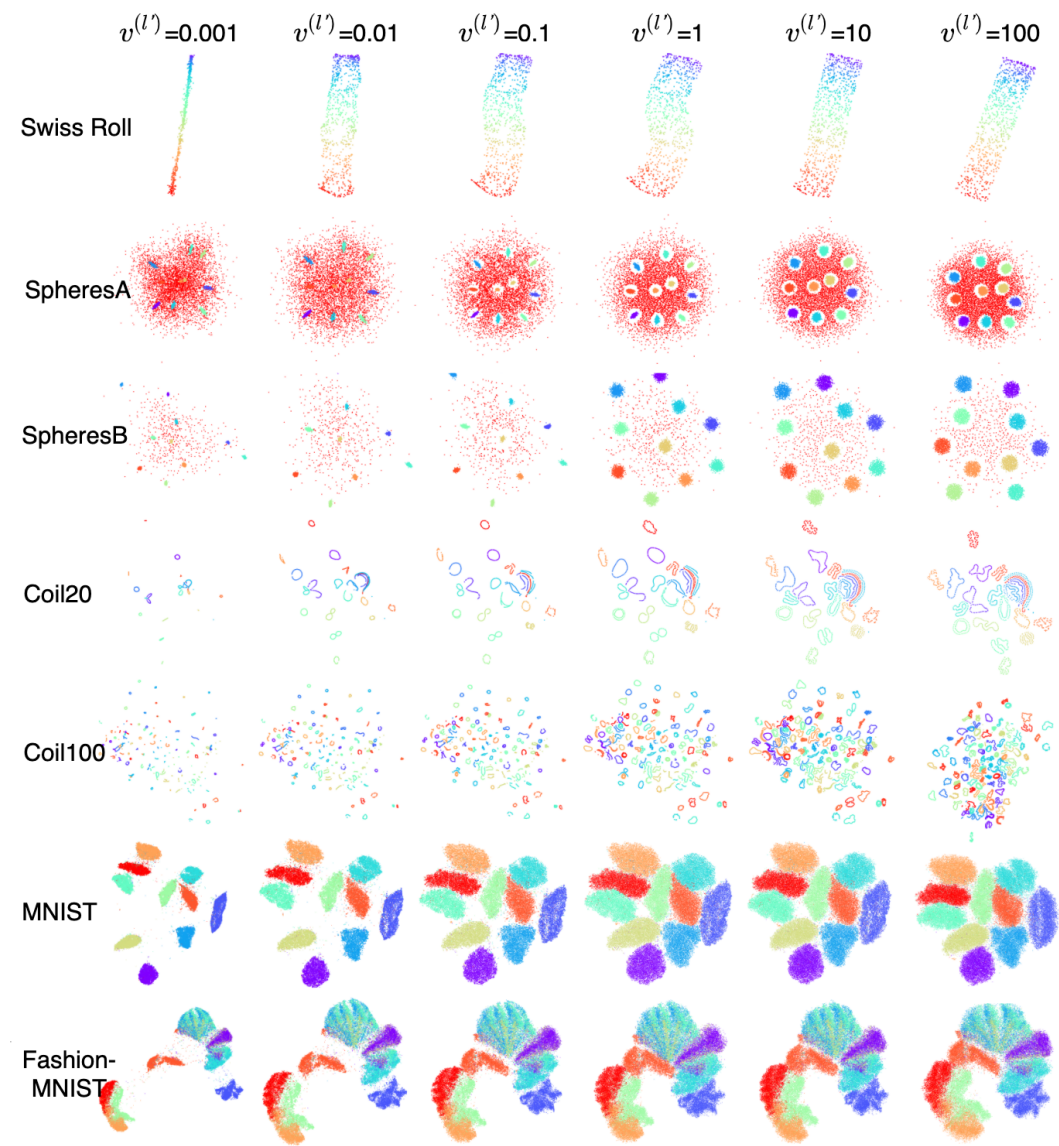 v^(l')=0.001 v^(l')=0.01 v^(l')=0.1 v^(l')=1 v^(l')=10 v^(l')=100
Swiss Roll
SpheresA
SpheresB
Coil20
Coil100
MNIST
Fashion-
MNIST